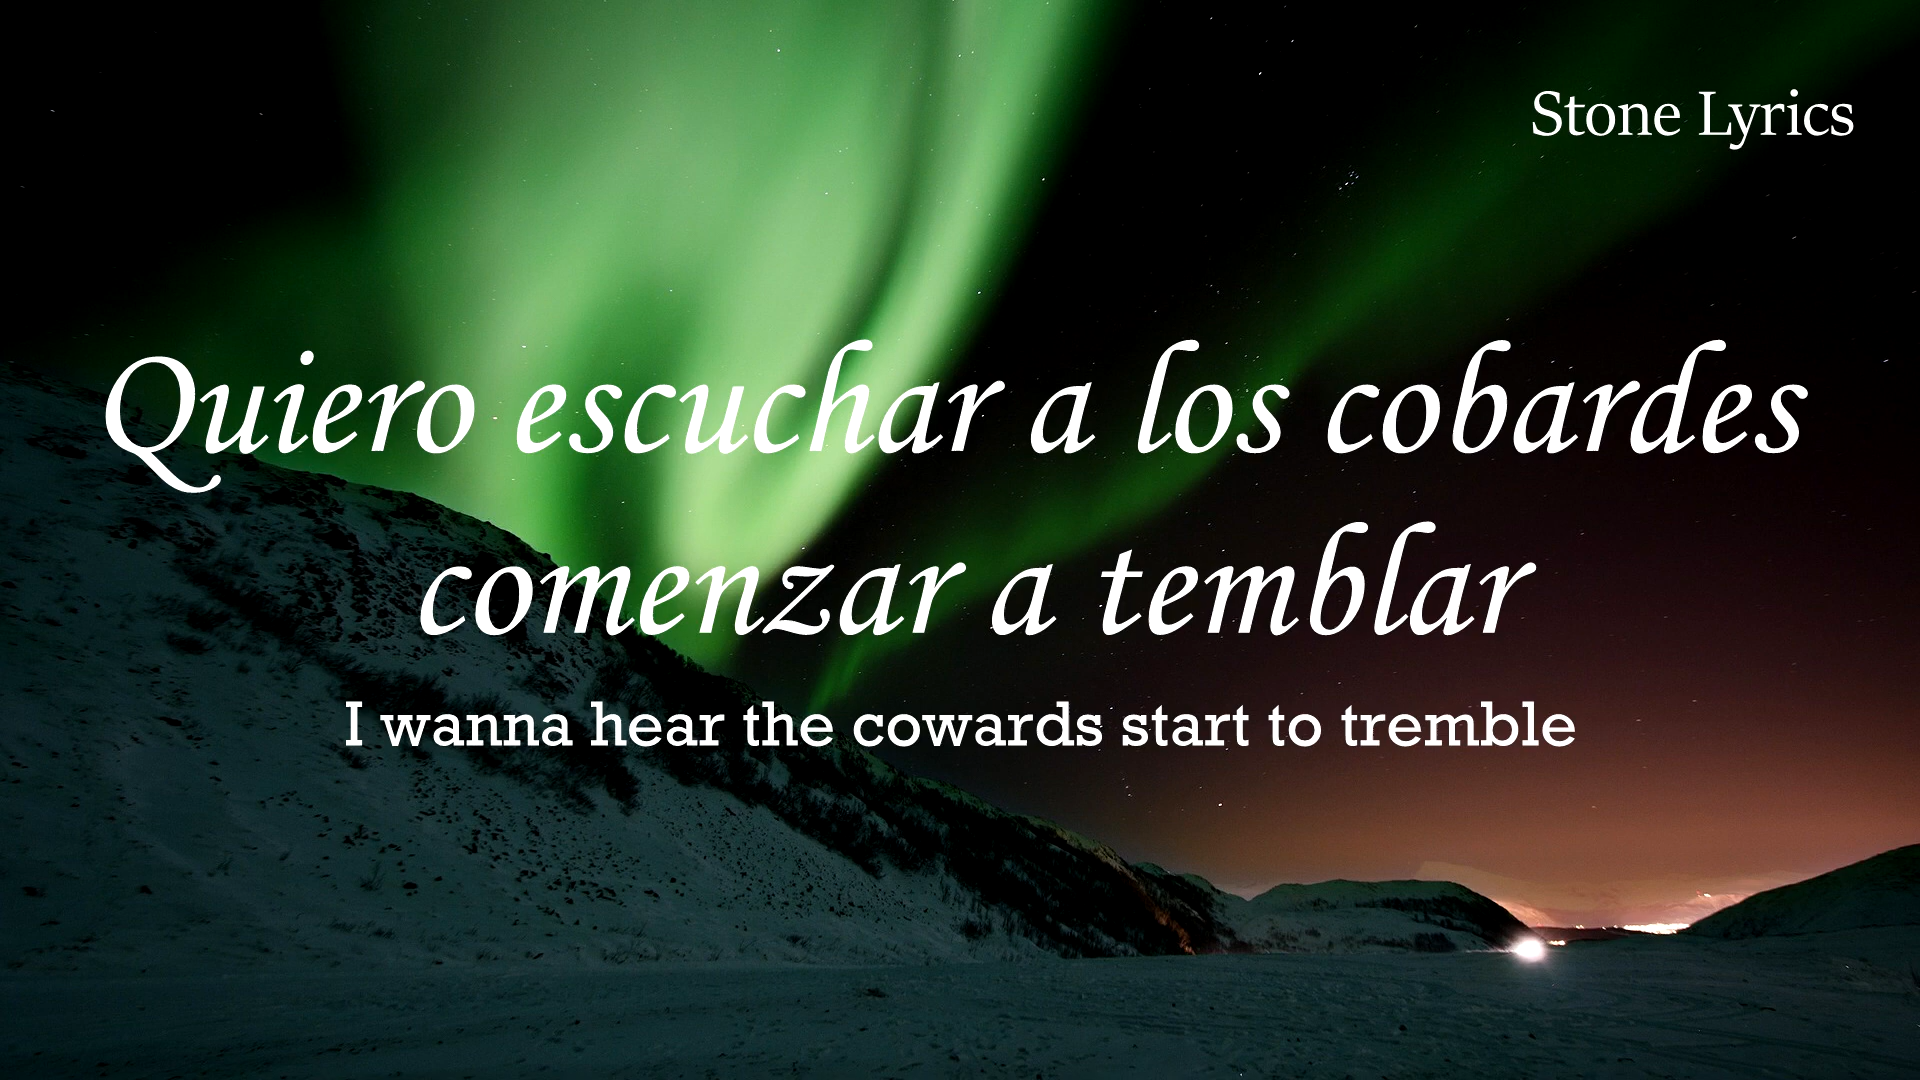 Stone Lyrics
Quiero escuchar a los cobardes
comenzar a temblar
I wanna hear the cowards start to tremble